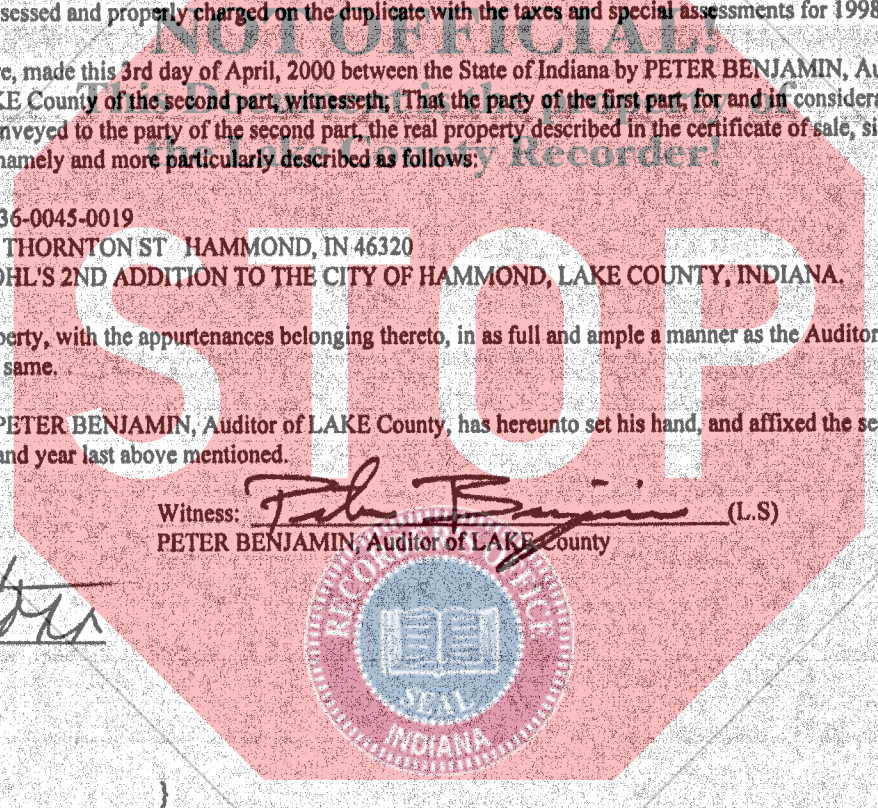 sessed and properly charged on the duplicate with the taxes and special assessments for 1998
NOT OFFICIAL!
re, made this 3rd day of April, 2000 between the State of Indiana by PETER BENJAMIN, Au
This Document is the property of
KE County of the second part, witnesseth, That the party of the first part, for and in considera
nveyed to the party of the second part, the real property described in the certificate of sale, si
the Lake County Recorder!
namely and more particularly described as follows:
36-0045-0019
THORNTON ST HAMMOND, IN 46320
OHL'S 2ND ADDITION TO THE CITY OF HAMMOND, LAKE COUNTY, INDIANA.
perty, with the appurtenances belonging thereto, in as full and ample a manner as the Auditor
same.
STOP
PETER BENJAMIN, Auditor of LAKE County, has hereunto set his hand, and affixed the se
and year last above mentioned.
Witness: Peter Benjamin (L.S)
PETER BENJAMIN, Auditor of LAKE County
RECORDER'S OFFICE
SEAL
INDIANA
}